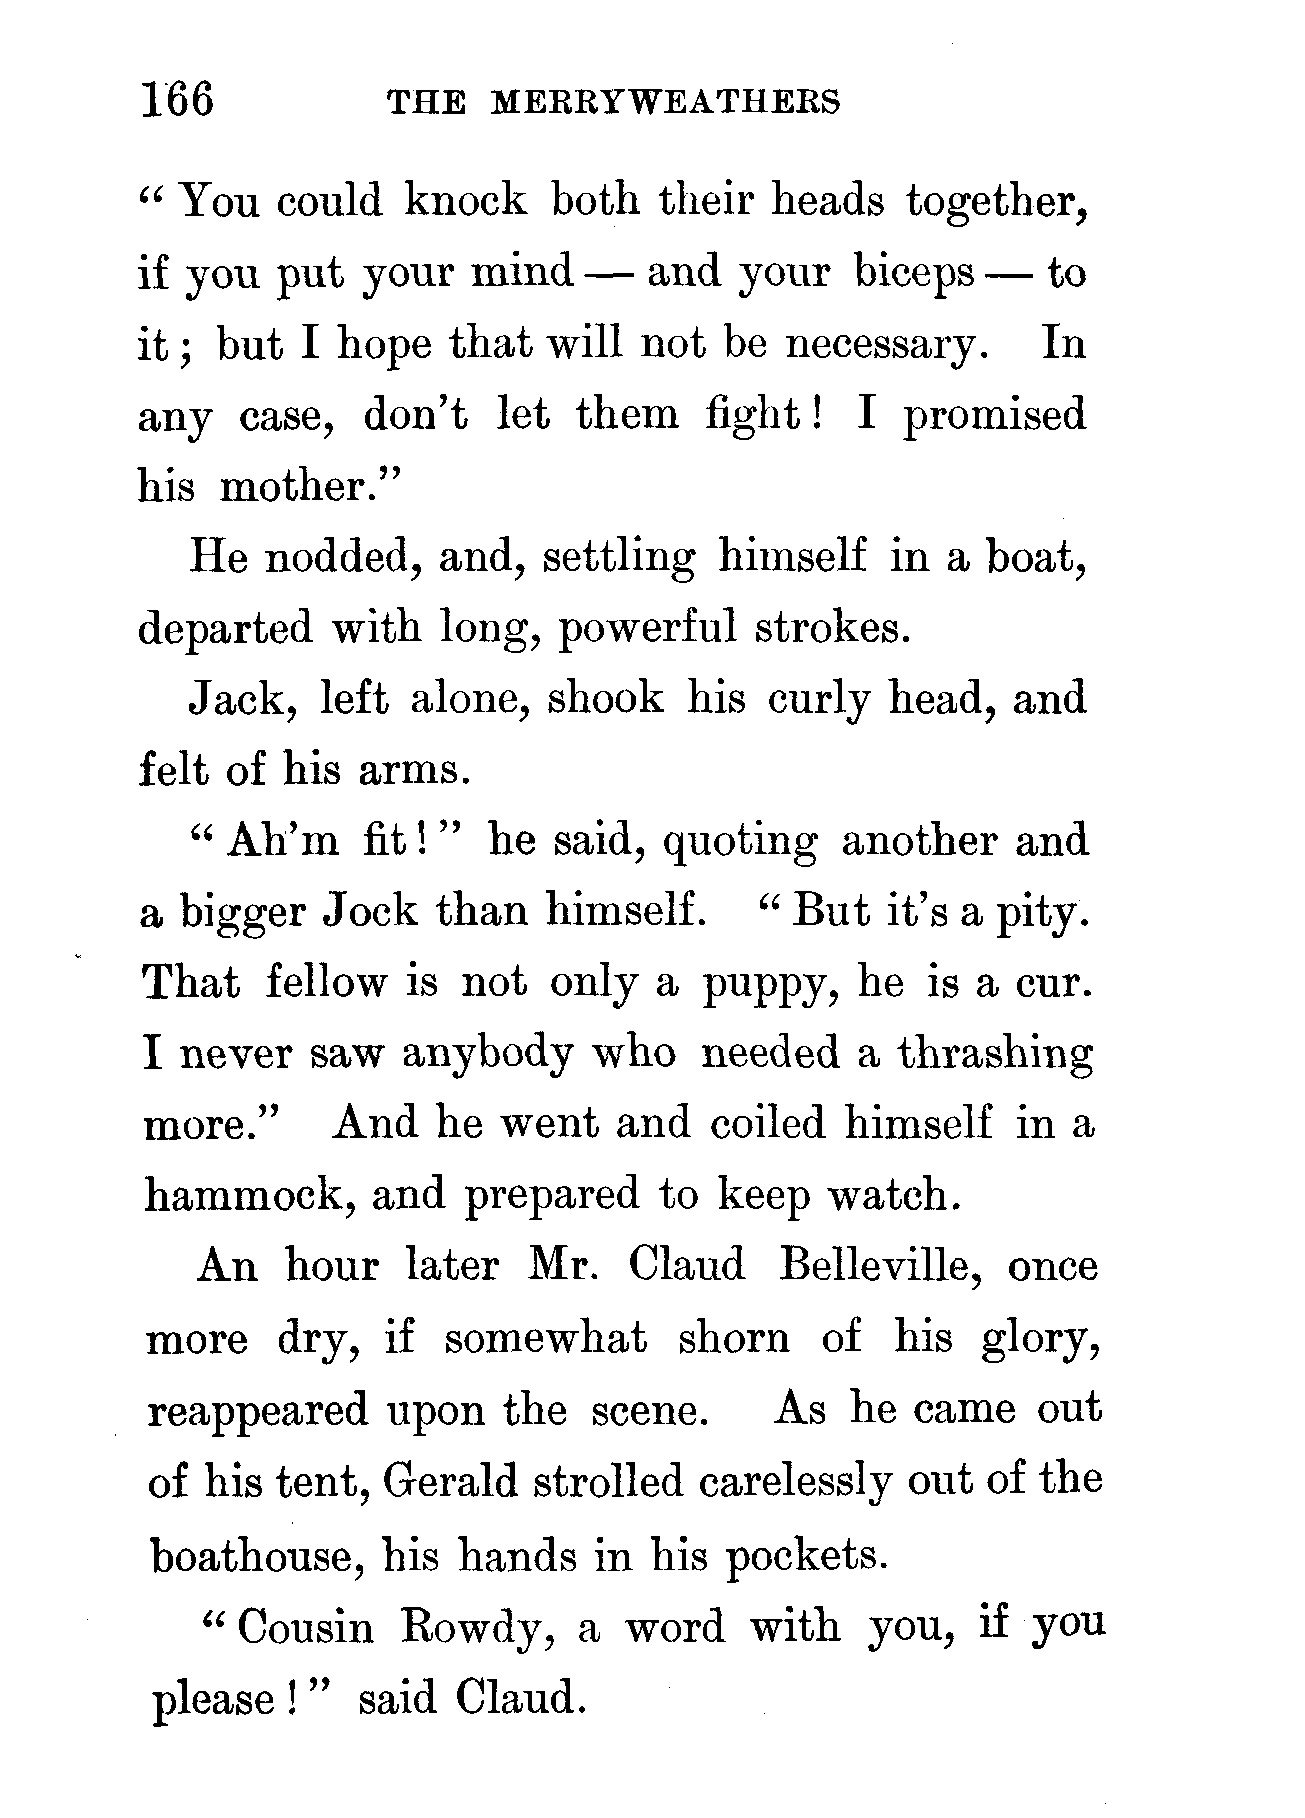 166 THE MERRYWEATHERS
“ You could knock both their heads together,
if you put your mind — and your biceps — to
it ; but I hope that will not be necessary. In
any case, don’t let them fight ! I promised
his mother.”
He nodded, and, settling himself in a boat,
departed with long, powerful strokes.
Jack, left alone, shook his curly head, and
felt of his arms.
“ Ah’m fit ! ” he said, quoting another and
a bigger Jock than himself. “ But it’s a pity.
That fellow is not only a puppy, he is a cur.
I never saw anybody who needed a thrashing
more.” And he went and coiled himself in a
hammock, and prepared to keep watch.
An hour later Mr. Claud Belleville, once
more dry, if somewhat shorn of his glory,
reappeared upon the scene. As he came out
of his tent, Gerald strolled carelessly out of the
boathouse, his hands in his pockets.
“ Cousin Rowdy, a word with you, if you
please ! ” said Claud.